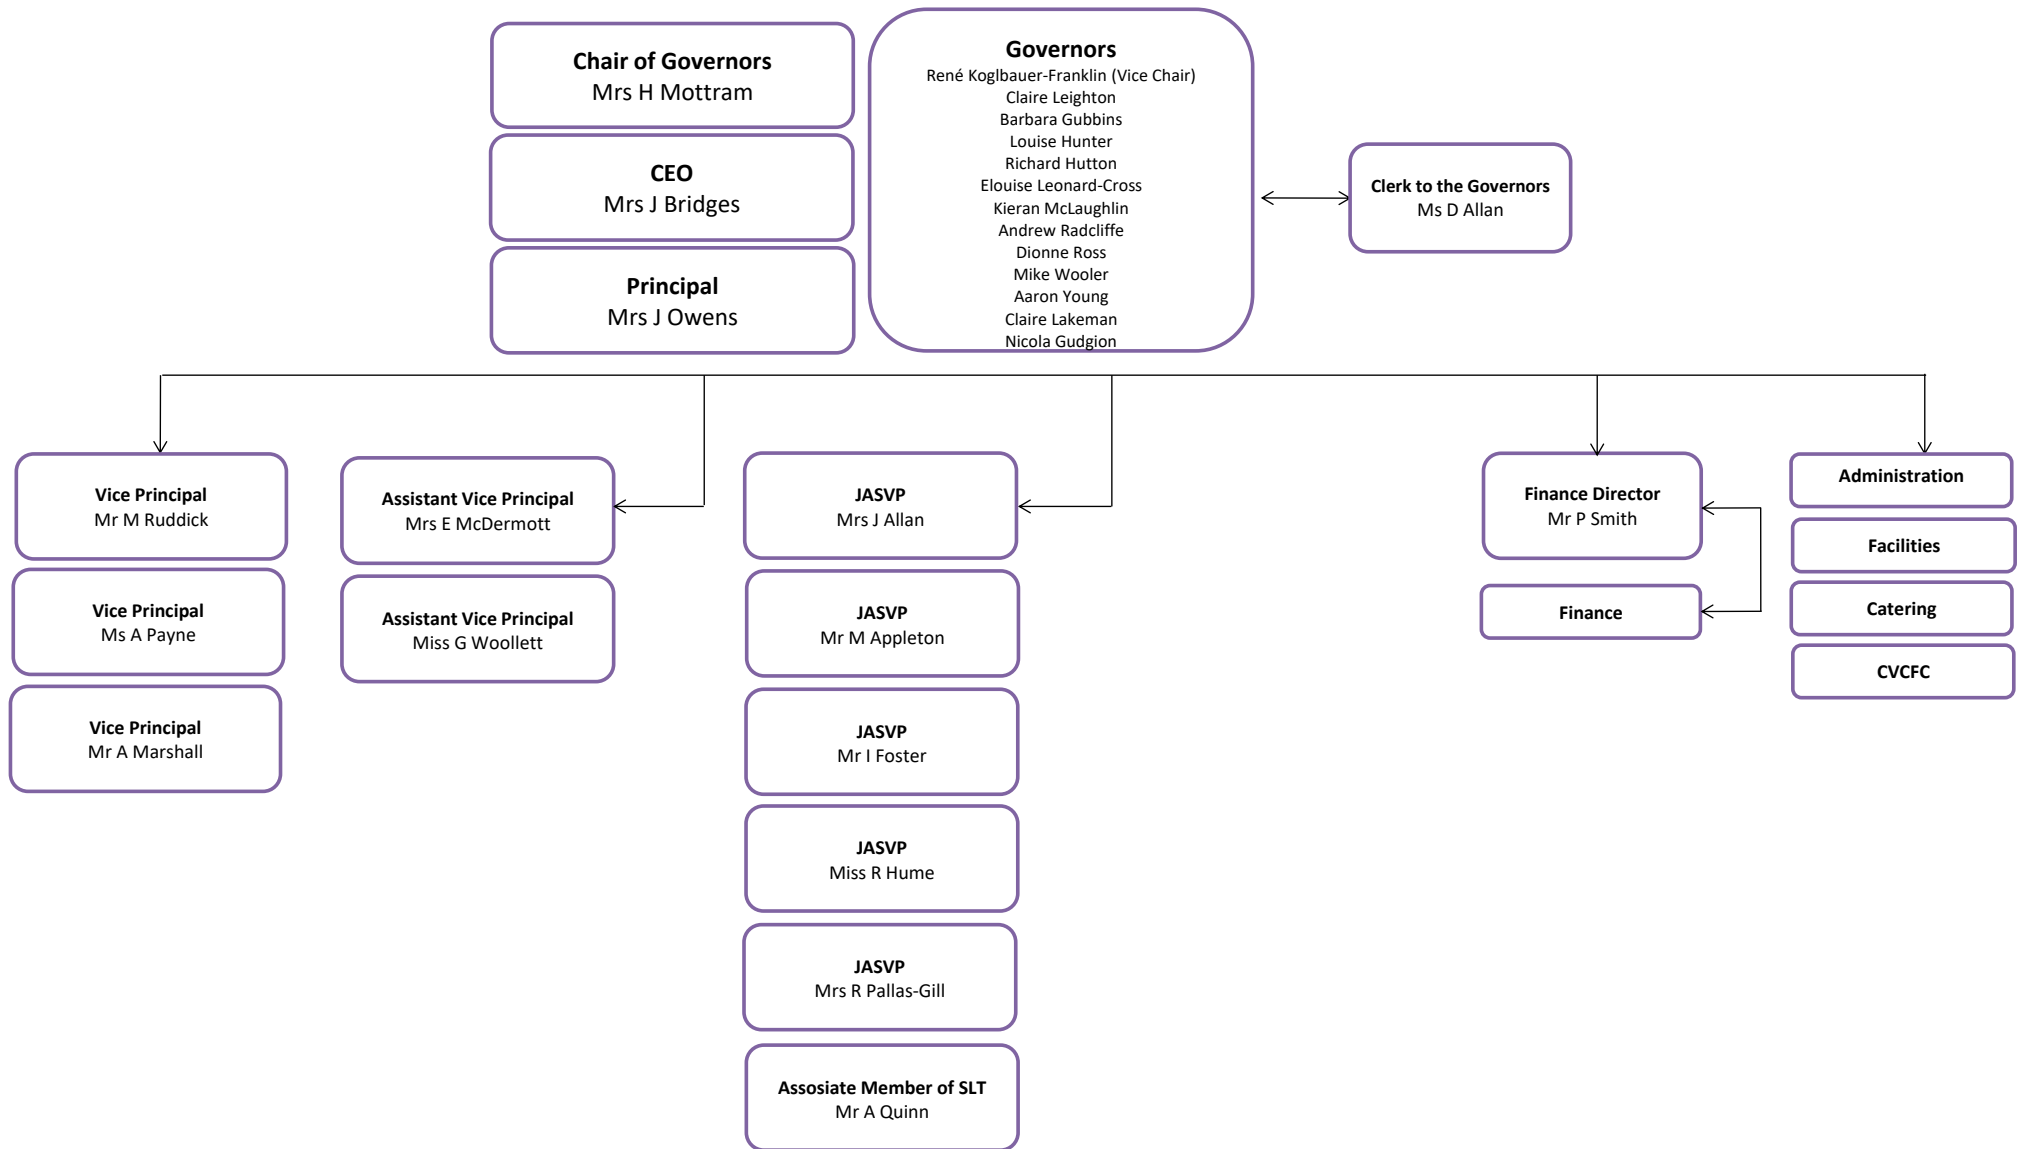 Chair of Governors
Mrs H Mottram
CEO
Mrs J Bridges
Principal
Mrs J Owens
Governors
René Koglbauer-Franklin (Vice Chair)
Claire Leighton
Barbara Gubbins
Louise Hunter
Richard Hutton
Elouise Leonard-Cross
Kieran McLaughlin
Andrew Radcliffe
Dionne Ross
Mike Wooler
Aaron Young
Claire Lakeman
Nicola Gudgion
Clerk to the Governors
Ms D Allan
Vice Principal
Mr M Ruddick
Vice Principal
Ms A Payne
Vice Principal
Mr A Marshall
Assistant Vice Principal
Mrs E McDermott
Assistant Vice Principal
Miss G Woollett
JASVP
Mrs J Allan
JASVP
Mr M Appleton
JASVP
Mr I Foster
JASVP
Miss R Hume
JASVP
Mrs R Pallas-Gill
Assosiate Member of SLT
Mr A Quinn
Finance Director
Mr P Smith
Finance
Administration
Facilities
Catering
CVCFC